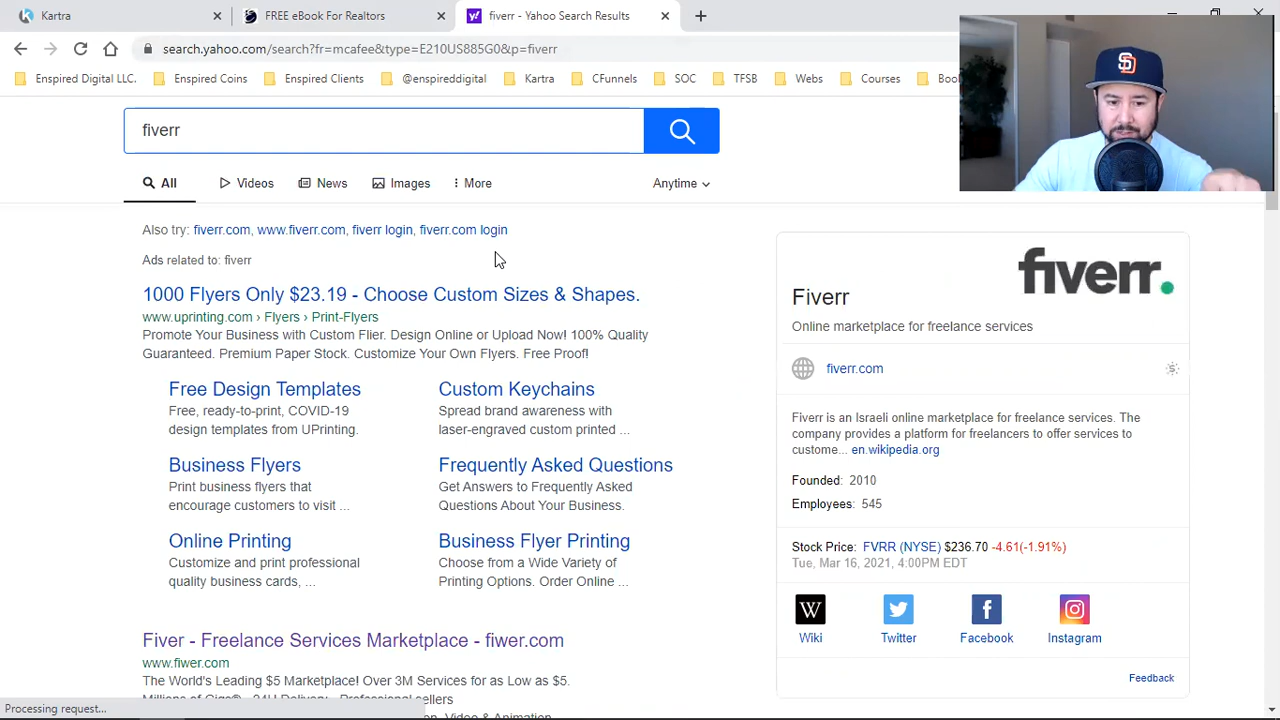 Kartra
FREE eBook For Realtors
fiverr - Yahoo Search Results
search.yahoo.com/search?fr=mcafee&type=E210US885G0&p=fiverr
Enspired Digital LLC.
Enspired Coins
Enspired Clients
@enspireddigital
Kartra
CFunnels
SOC
TFSB
Webs
Courses
SD
fiverr
All
Videos
News
Images
More
Anytime
Also try: fiverr.com, www.fiverr.com, fiverr login, fiverr.com login
Ads related to: fiverr
1000 Flyers Only $23.19 - Choose Custom Sizes & Shapes.
www.uprinting.com › Flyers › Print-Flyers
Promote Your Business with Custom Flier. Design Online or Upload Now! 100% Quality
Guaranteed. Premium Paper Stock. Customize Your Own Flyers. Free Proof!
Free Design Templates
Free, ready-to-print, COVID-19
design templates from UPrinting.
Custom Keychains
Spread brand awareness with
laser-engraved custom printed ...
Business Flyers
Print business flyers that
encourage customers to visit ...
Frequently Asked Questions
Get Answers to Frequently Asked
Questions About Your Business.
Online Printing
Customize and print professional
quality business cards, ...
Business Flyer Printing
Choose from a Wide Variety of
Printing Options. Order Online ...
Fiver - Freelance Services Marketplace - fiwer.com
www.fiwer.com
The World's Leading $5 Marketplace! Over 3M Services for as Low as $5.
Millions of Gigs® · 24H Delivery · Professional sellers
Video & Animation
Processing request...
fiverr.
Fiverr
Online marketplace for freelance services
fiverr.com
Fiverr is an Israeli online marketplace for freelance services. The
company provides a platform for freelancers to offer services to
custome... en.wikipedia.org
Founded: 2010
Employees: 545
Stock Price: FVRR (NYSE) $236.70 -4.61(-1.91%)
Tue, Mar 16, 2021, 4:00PM EDT
W
Wiki
Twitter
Facebook
Instagram
Feedback